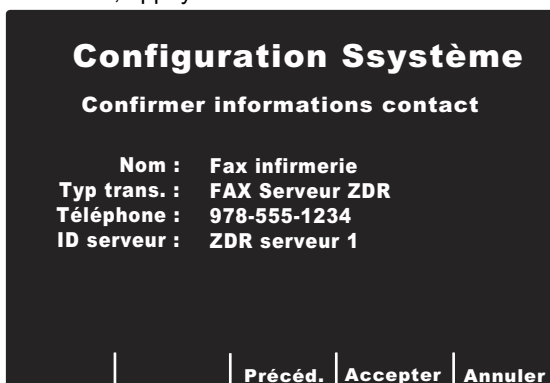 Configuration Ssystème
Confirmer informations contact
Nom : Fax infirmerie
Typ trans. : FAX Serveur ZDR
Téléphone : 978-555-1234
ID serveur : ZDR serveur 1
Précéd. Accepter Annuler